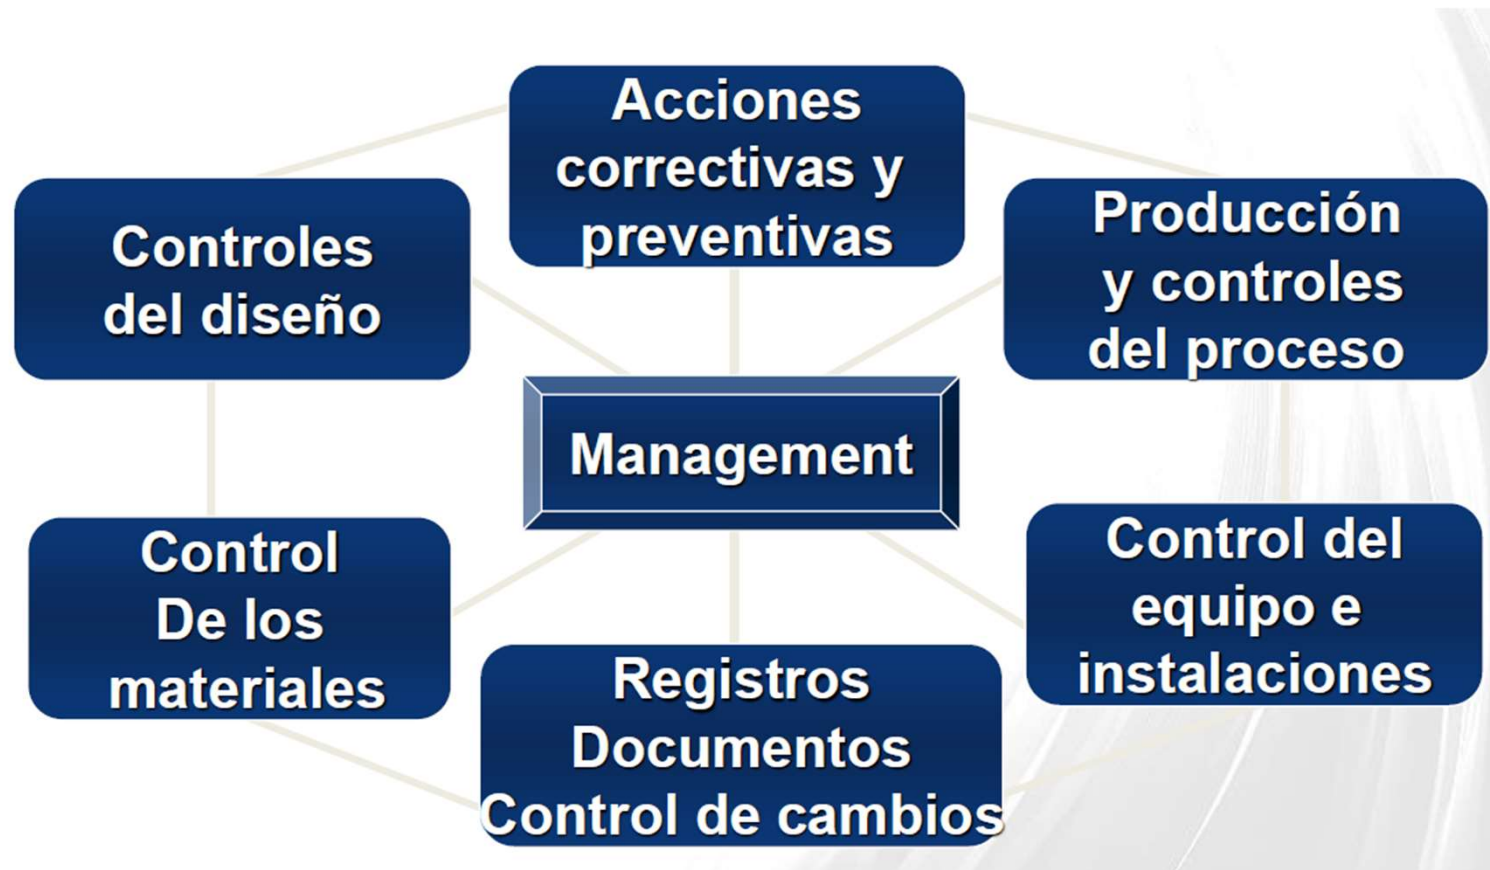 Acciones
correctivas y
preventivas
Controles
del diseño
Producción
y controles
del proceso
Management
Control
De los
materiales
Control del
equipo e
instalaciones
Registros
Documentos
Control de cambios